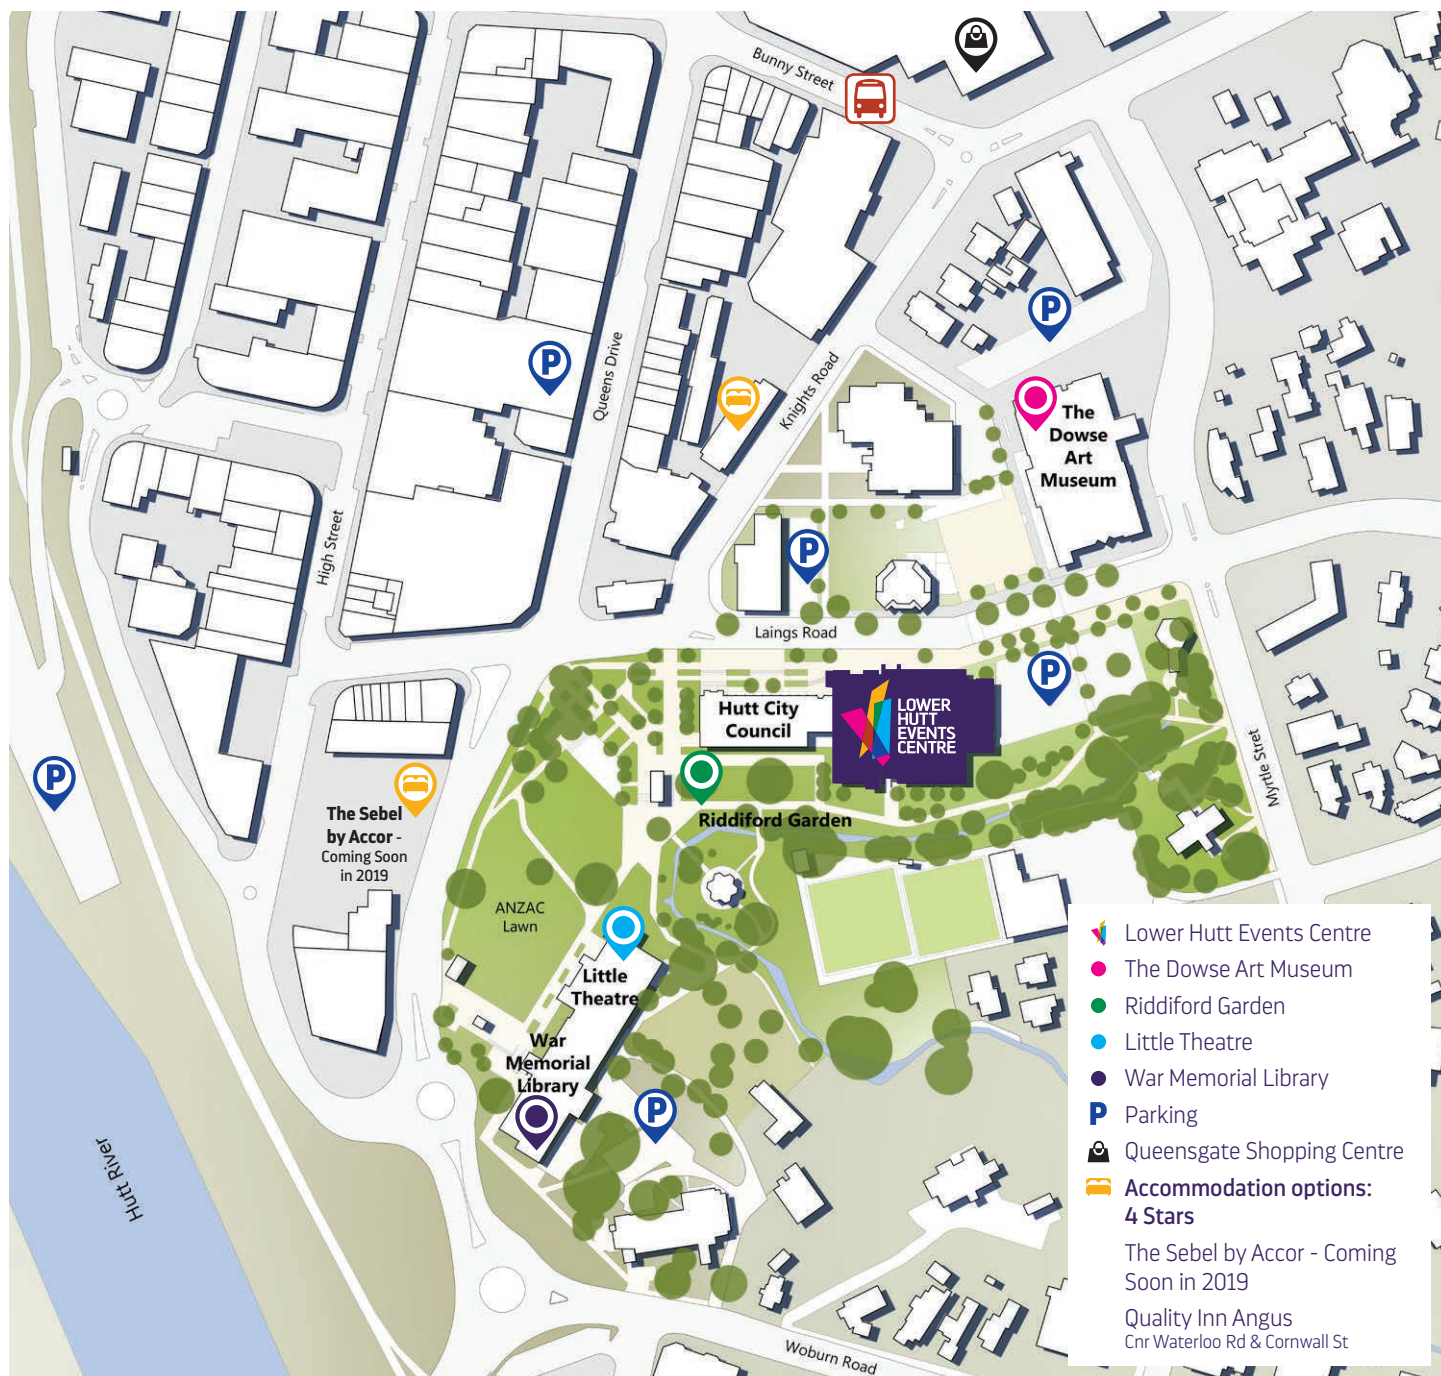 Bunny Street
Queens Drive
Knights Road
The
Dowse
Art
Museum
High Street
P
P
P
P
P
P
Laings Road
Hutt City
Council
LOWER
HUTT
EVENTS
CENTRE
Myrtle Stret
Riddiford Garden
The Sebel
by Accor -
Coming Soon
in 2019
ANZAC
Lawn
Little
Theatre
War
Memorial
Library
Hutt River
Woburn Road
Lower Hutt Events Centre
The Dowse Art Museum
Riddiford Garden
Little Theatre
War Memorial Library
P Parking
Queensgate Shopping Centre
Accommodation options:
4 Stars
The Sebel by Accor - Coming
Soon in 2019
Quality Inn Angus
Cnr Waterloo Rd & Cornwall St